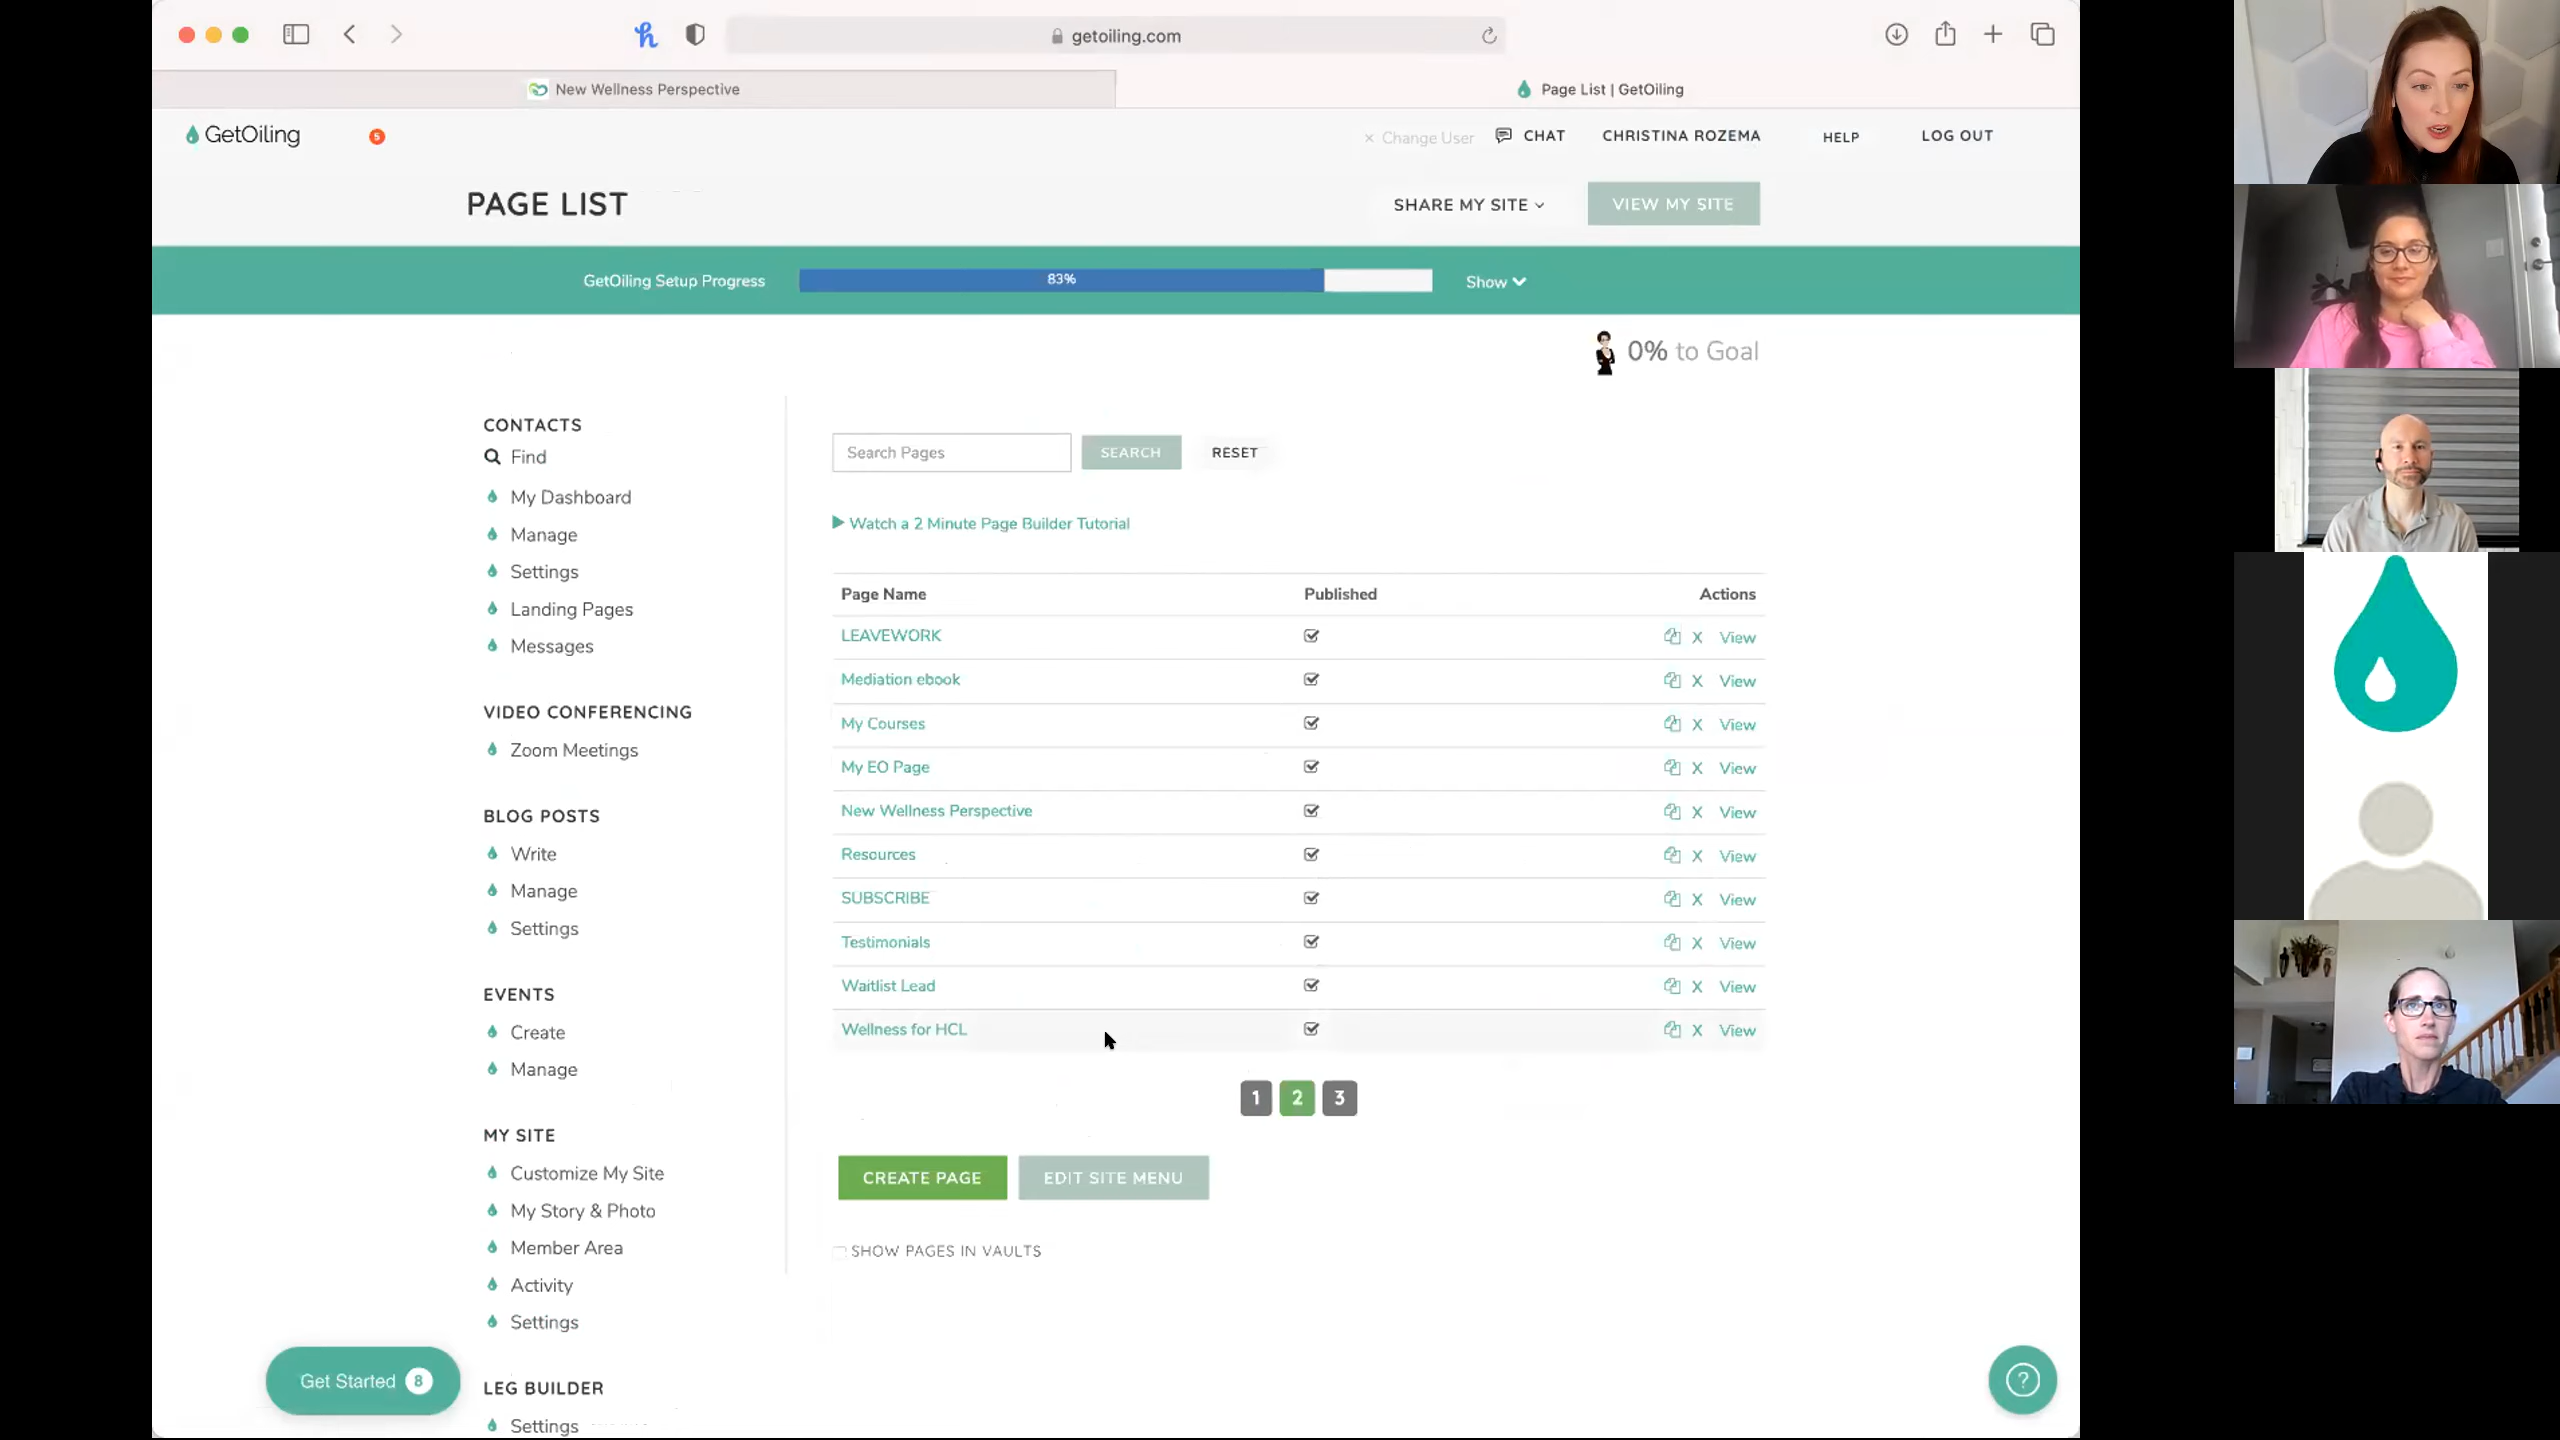 getoiling.com
New Wellness Perspective
Page List | GetOiling
GetOiling
5
× Change User
CHAT
CHRISTINA ROZEMA
HELP
LOG OUT
PAGE LIST
SHARE MY SITE
VIEW MY SITE
GetOiling Setup Progress
83%
Show
0% to Goal
CONTACTS
Find
My Dashboard
Manage
Settings
Landing Pages
Messages
VIDEO CONFERENCING
Zoom Meetings
BLOG POSTS
Write
Manage
Settings
EVENTS
Create
Manage
MY SITE
Customize My Site
My Story & Photo
Member Area
Activity
Settings
LEG BUILDER
Settings
Get Started 8
Search Pages
SEARCH
RESET
Watch a 2 Minute Page Builder Tutorial
Page Name Published Actions
LEAVEWORK X View
Mediation ebook X View
My Courses X View
My EO Page X View
New Wellness Perspective X View
Resources X View
SUBSCRIBE X View
Testimonials X View
Waitlist Lead X View
Wellness for HCL X View
1 2 3
CREATE PAGE
EDIT SITE MENU
SHOW PAGES IN VAULTS
?